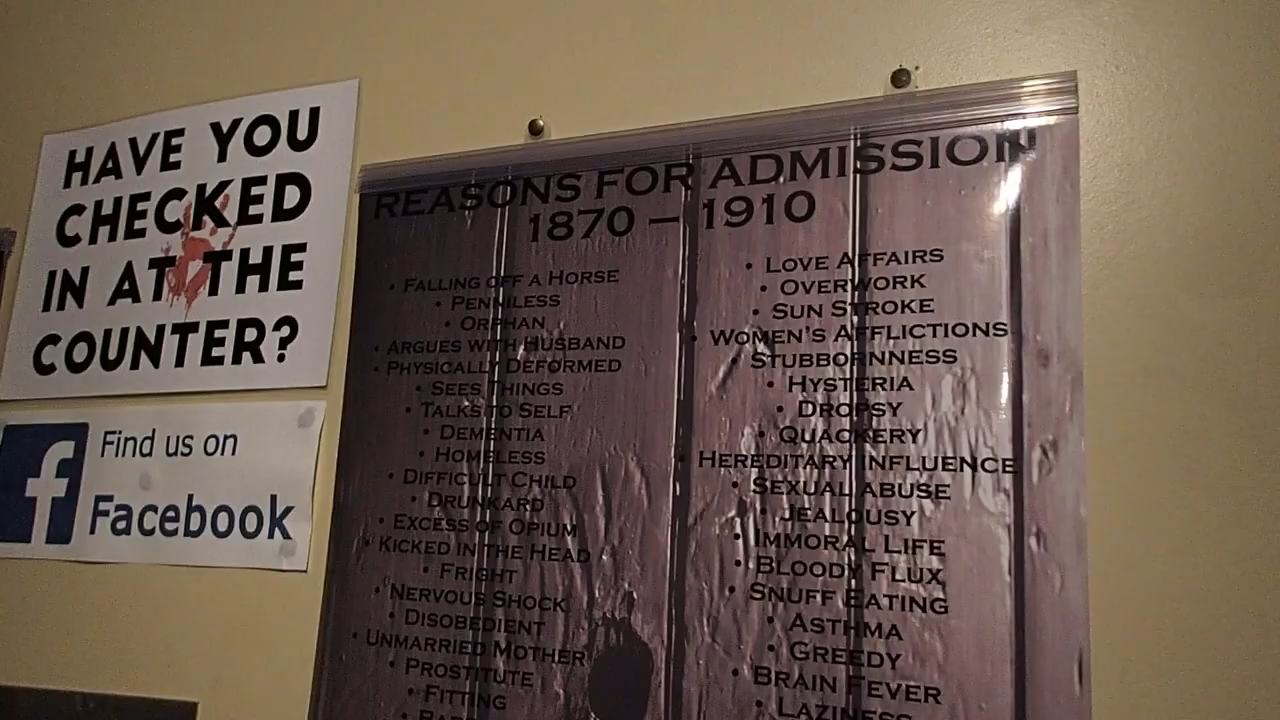 HAVE YOU
CHECKED
IN AT THE
COUNTER?
f
Find us on
Facebook
REASONS FOR ADMISSION
1870 – 1910
• FALLING OFF A HORSE
• PENNILESS
• ORPHAN
• ARGUES WITH HUSBAND
• PHYSICALLY DEFORMED
• SEES THINGS
• TALKS TO SELF
• DEMENTIA
• HOMELESS
• DIFFICULT CHILD
• DRUNKARD
• EXCESS OF OPIUM
• KICKED IN THE HEAD
• FRIGHT
• NERVOUS SHOCK
• DISOBEDIENT
• UNMARRIED MOTHER
• PROSTITUTE
• FITTING
• LOVE AFFAIRS
• OVERWORK
• SUN STROKE
• WOMEN'S AFFLICTIONS
• STUBBORNNESS
• HYSTERIA
• DROPSY
• QUACKERY
• HEREDITARY INFLUENCE
• SEXUAL ABUSE
• JEALOUSY
• IMMORAL LIFE
• BLOODY FLUX
• SNUFF EATING
• ASTHMA
• GREEDY
• BRAIN FEVER
• LAZINESS